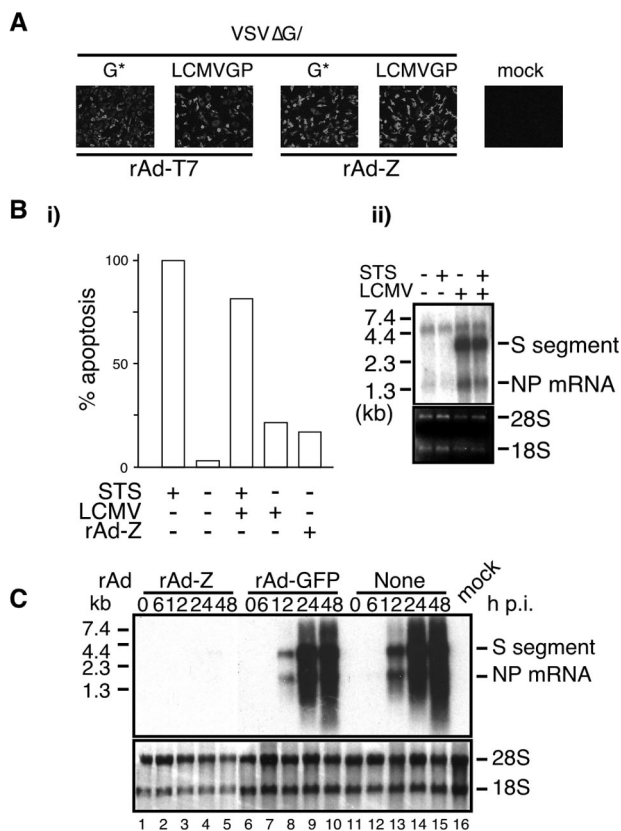 A
VSVΔG/
G* LCMVGP G* LCMVGP mock
rAd-T7 rAd-Z
B i) ii)
100
50
0
% apoptosis
STS + - + - -
LCMV - - + + -
rAd-Z - - - - +
STS - + - +
LCMV - - + +
7.4
4.4
2.3
1.3
(kb)
S segment
NP mRNA
28S
18S
C
rAd rAd-Z rAd-GFP None mock
kb 0 6 12 24 48 0 6 12 24 48 0 6 12 24 48 h p.i.
7.4
4.4
2.3
1.3
S segment
NP mRNA
28S
18S
1 2 3 4 5 6 7 8 9 10 11 12 13 14 15 16